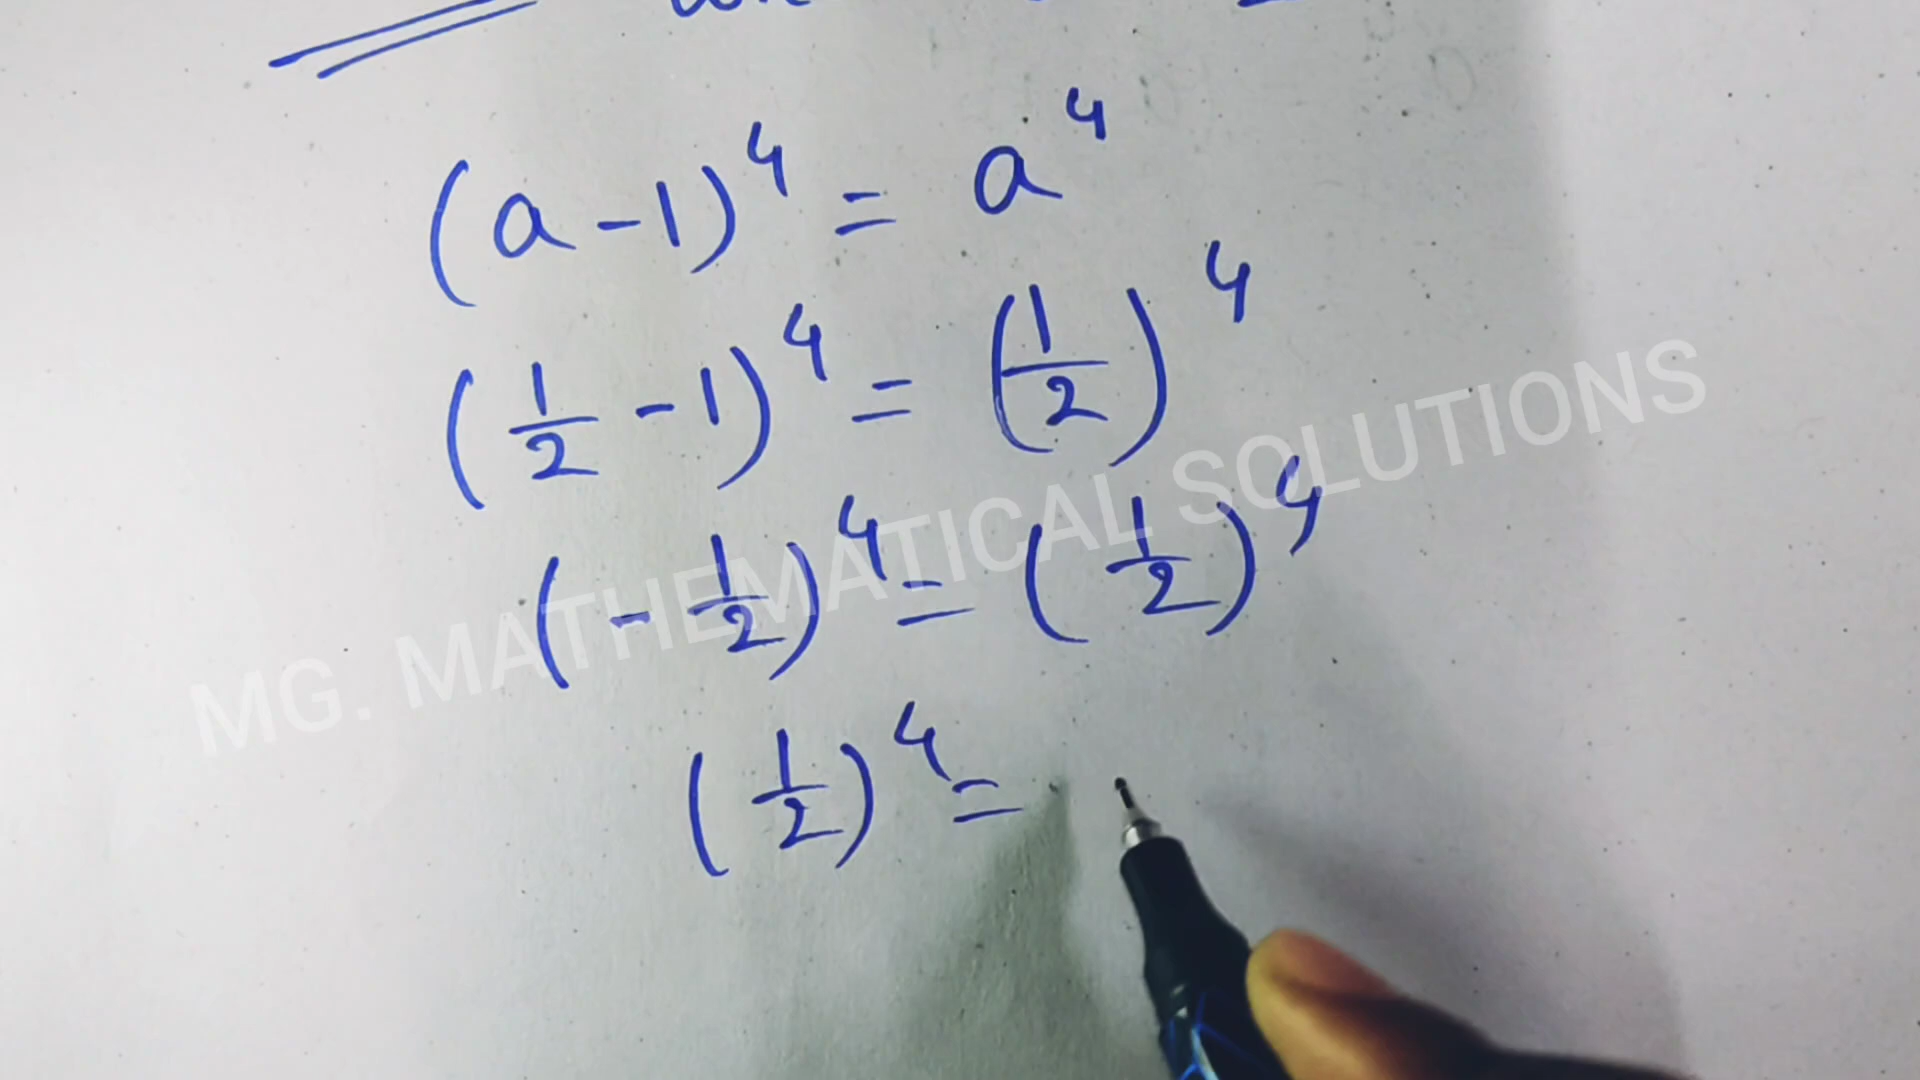 (a - 1)⁴ = a⁴
(1/2 - 1)⁴ = (1/2)⁴
(- 1/2)⁴ = (1/2)⁴
(1/2)⁴ =
MG. MATHEMATICAL SOLUTIONS